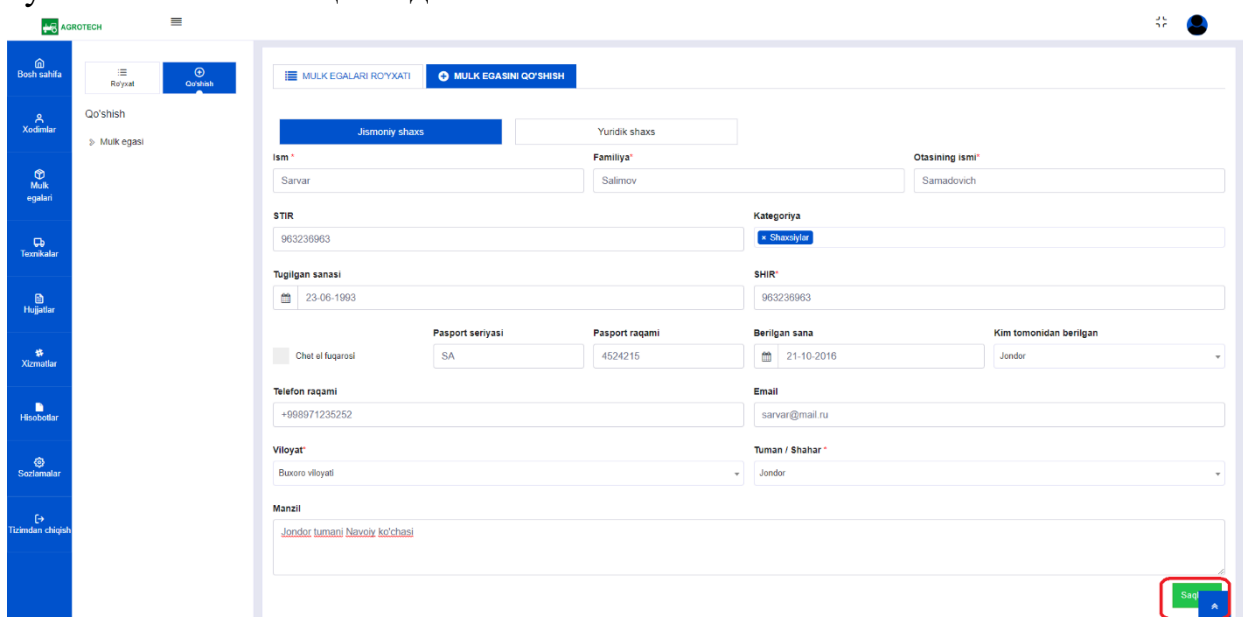 AGROTECH
Bosh sahifa
Ro'yxat
Qo'shish
MULK EGALARI RO'YXATI
MULK EGASINI QO'SHISH
Xodimlar
Qo'shish
Mulk egasi
Jismoniy shaxs
Yuridik shaxs
Ism *
Familiya*
Otasining ismi*
Mulk egalari
Sarvar
Salimov
Samadovich
STIR
Kategoriya
963236963
× Shaxsiylar
Texnikalar
Tugilgan sanasi
SHIR*
23-06-1993
963236963
Hujjatlar
Pasport seriyasi
Pasport raqami
Berilgan sana
Kim tomonidan berilgan
Chet el fuqarosi
SA
4524215
21-10-2016
Jondor
Xizmatlar
Telefon raqami
Email
+998971235252
sarvar@mail.ru
Hisobotlar
Viloyat*
Tuman / Shahar *
Buxoro viloyati
Jondor
Sozlamalar
Manzil
Jondor tumani Navoiy ko'chasi
Tizimdan chiqish